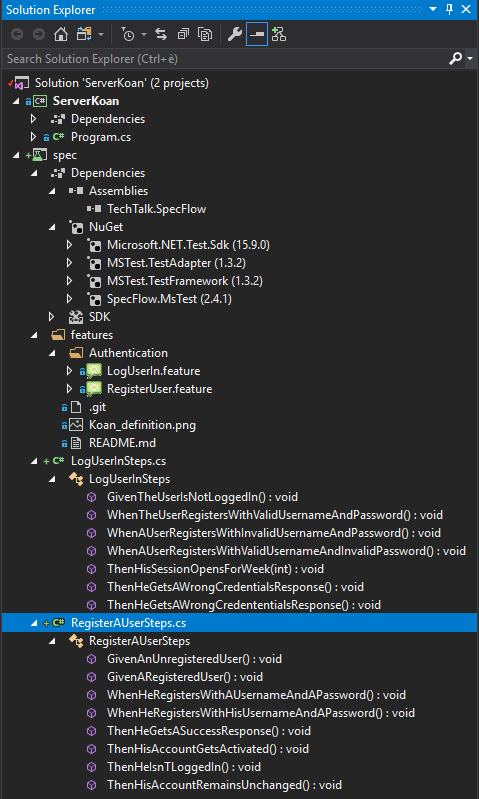 Solution Explorer
Search Solution Explorer (Ctrl+è)
Solution 'ServerKoan' (2 projects)
ServerKoan
Dependencies
Program.cs
spec
Dependencies
Assemblies
TechTalk.SpecFlow
NuGet
Microsoft.NET.Test.Sdk (15.9.0)
MSTest.TestAdapter (1.3.2)
MSTest.TestFramework (1.3.2)
SpecFlow.MsTest (2.4.1)
SDK
features
Authentication
LogUserIn.feature
RegisterUser.feature
.git
Koan_definition.png
README.md
LogUserInSteps.cs
LogUserInSteps
GivenTheUserIsNotLoggedIn() : void
WhenTheUserRegistersWithValidUsernameAndPassword() : void
WhenAUserRegistersWithInvalidUsernameAndPassword() : void
WhenAUserRegistersWithValidUsernameAndInvalidPassword() : void
ThenHisSessionOpensForWeek(int) : void
ThenHeGetsAWrongCredentialsResponse() : void
ThenHeGetsAWrongCredententialsResponse() : void
RegisterAUserSteps.cs
RegisterAUserSteps
GivenAnUnregisteredUser() : void
GivenARegisteredUser() : void
WhenHeRegistersWithAUsernameAndAPassword() : void
WhenHeRegistersWithHisUsernameAndAPassword() : void
ThenHeGetsASuccessResponse() : void
ThenHisAccountGetsActivated() : void
ThenHeIsnTLoggedIn() : void
ThenHisAccountRemainsUnchanged() : void